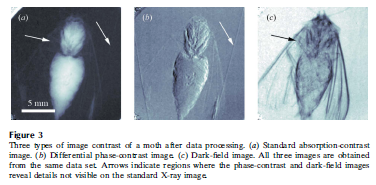 (a)
(b)
(c)
5 mm
Figure 3
Three types of image contrast of a moth after data processing. (a) Standard absorption-contrast
image. (b) Differential phase-contrast image. (c) Dark-field image. All three images are obtained
from the same data set. Arrows indicate regions where the phase-contrast and dark-field images
reveal details not visible on the standard X-ray image.